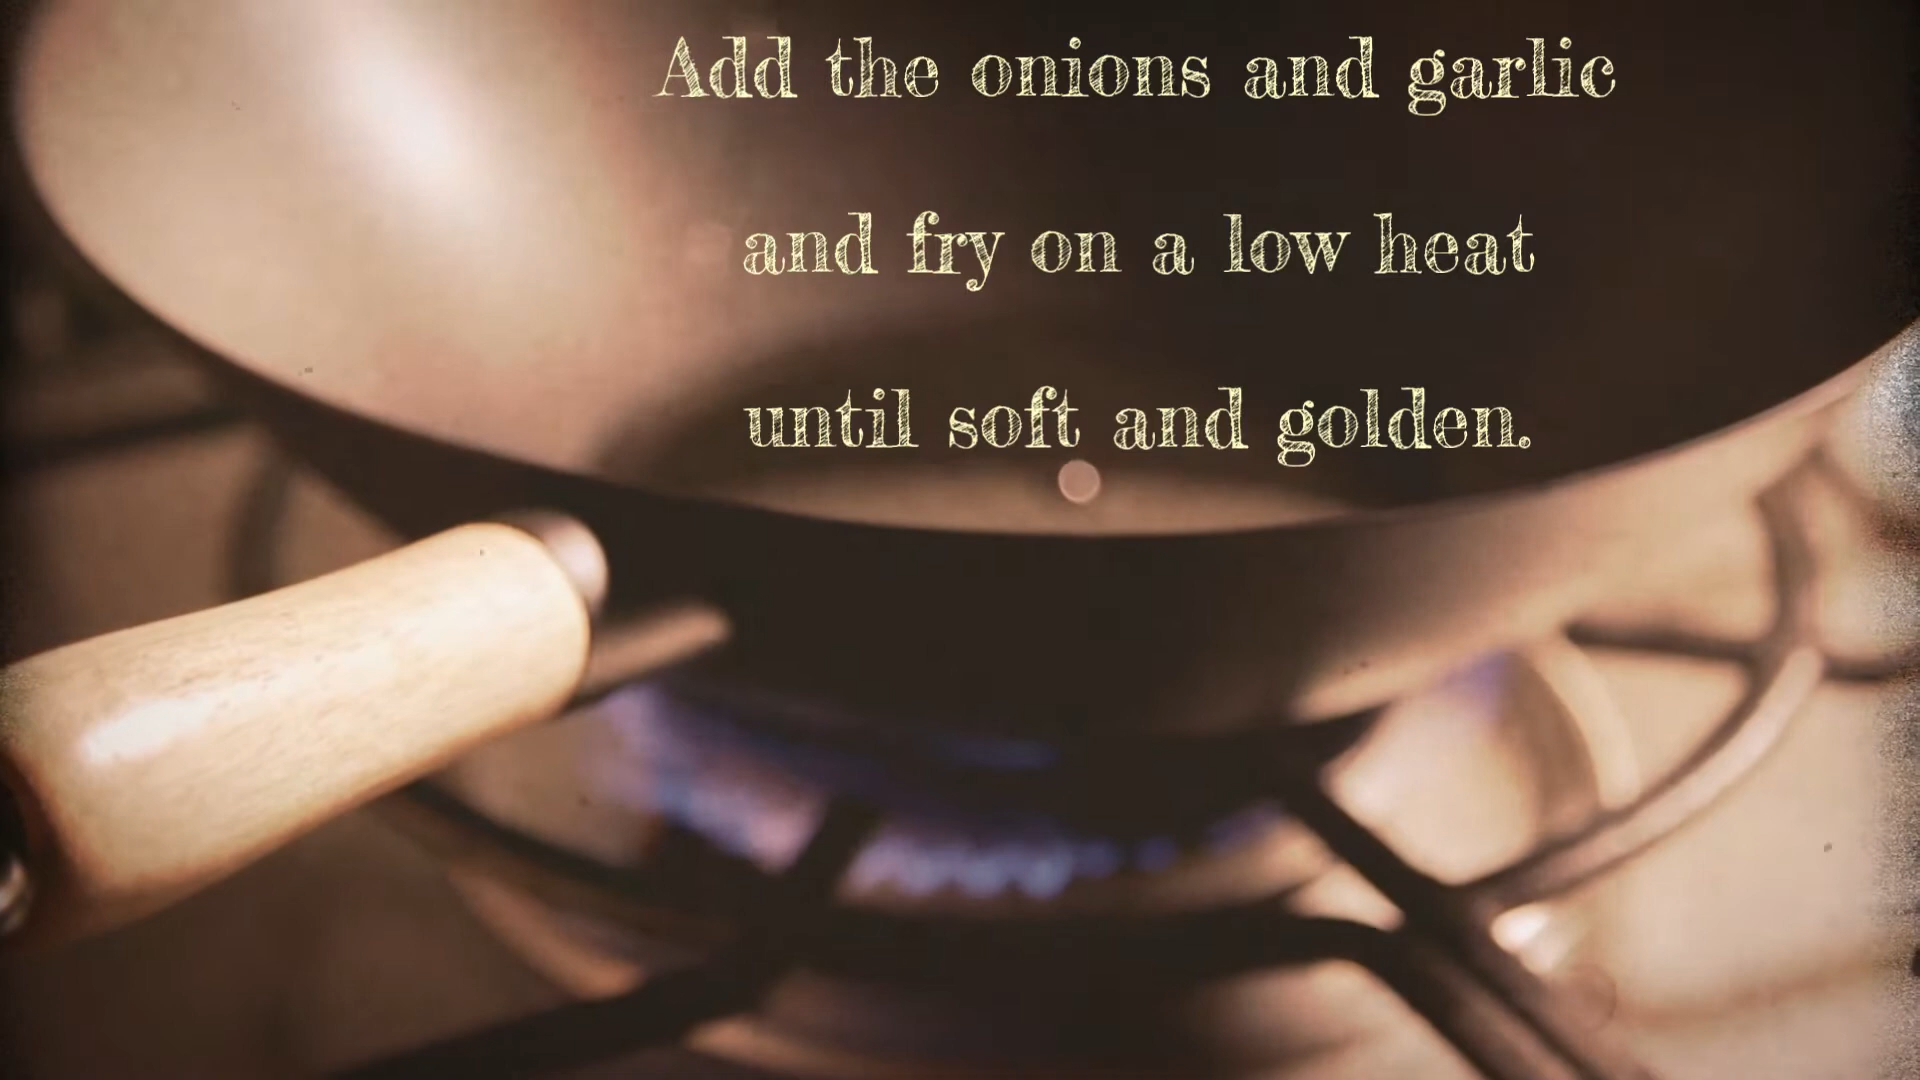 Add the onions and garlic
and fry on a low heat
until soft and golden.